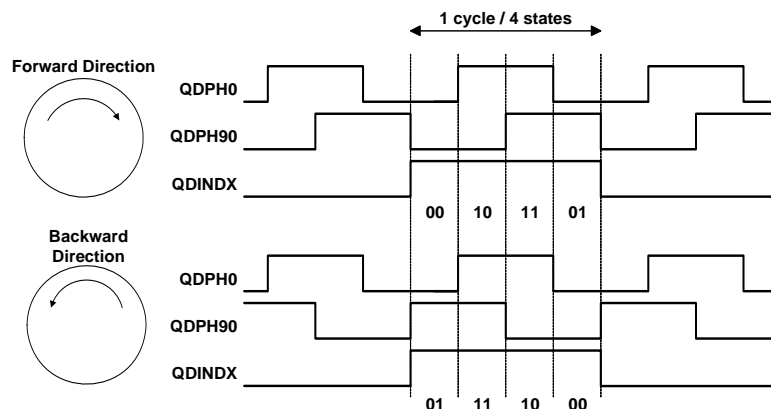 1 cycle / 4 states
Forward Direction
QDPH0
QDPH90
QDINDX
00 10 11 01
Backward
Direction
QDPH0
QDPH90
QDINDX
01 11 10 00